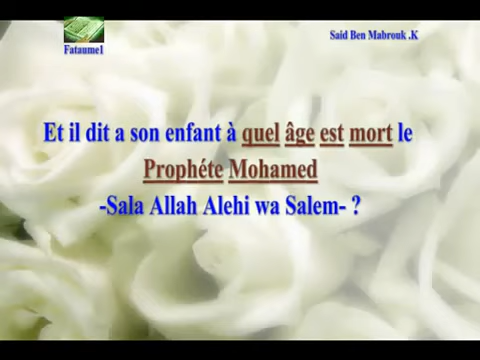 Fataume1
Said Ben Mabrouk .K
Et il dit a son enfant à quel âge est mort le
Prophéte Mohamed
-Sala Allah Alehi wa Salem- ?